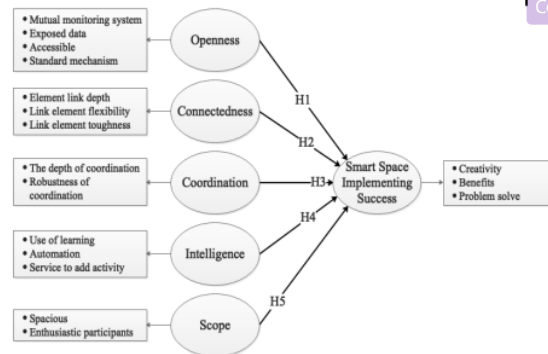 • Mutual monitoring system
• Exposed data
• Accessible
• Standard mechanism
Openness
H1
• Element link depth
• Link element flexibility
• Link element toughness
Connectedness
H2
• The depth of coordination
• Robustness of
coordination
Coordination
H3
Smart Space
Implementing
Success
• Creativity
• Benefits
• Problem solve
• Use of learning
• Automation
• Service to add activity
Intelligence
H4
• Spacious
• Enthusiastic participants
Scope
H5